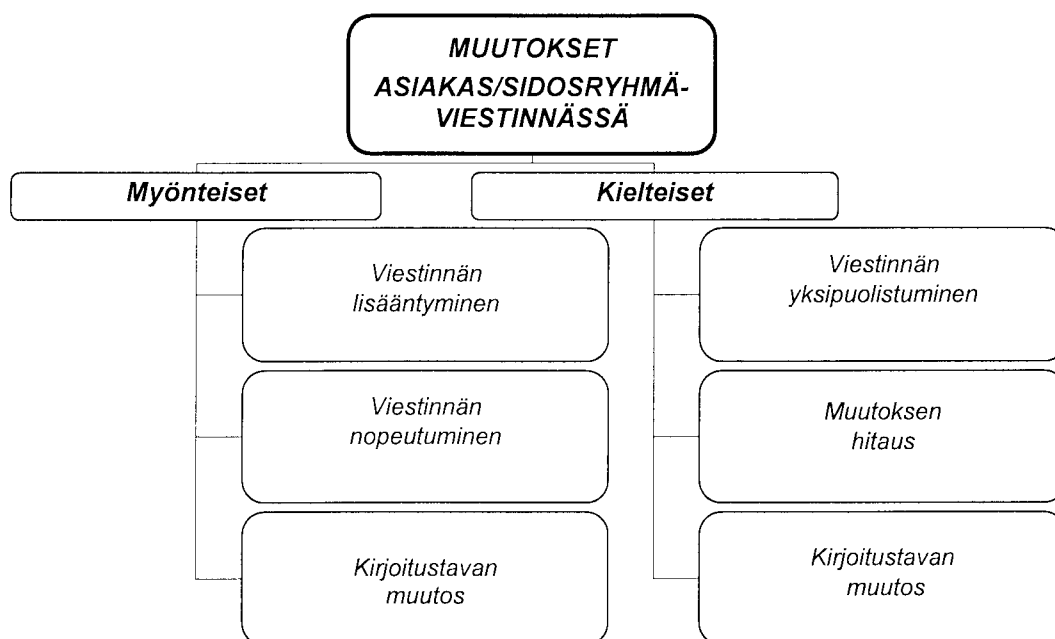 MUUTOKSET
ASIAKAS/SIDOSRYHMÄ-
VIESTINNÄSSÄ
Myönteiset
Kielteiset
Viestinnän
lisääntyminen
Viestinnän
nopeutuminen
Kirjoitustavan
muutos
Viestinnän
yksipuolistuminen
Muutoksen
hitaus
Kirjoitustavan
muutos